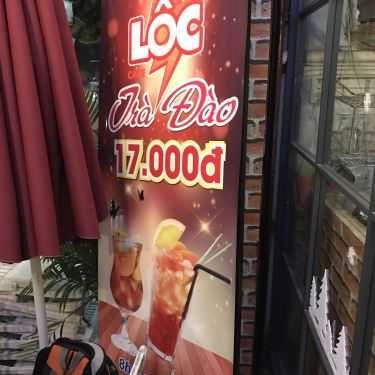 LỘC
Trà Đào
17.000đ